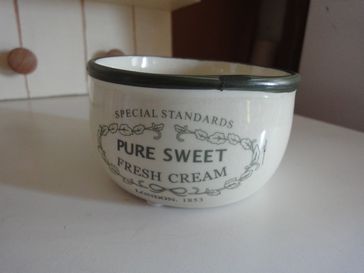 SPECIAL STANDARDS
PURE SWEET
FRESH CREAM
LONDON. 1853